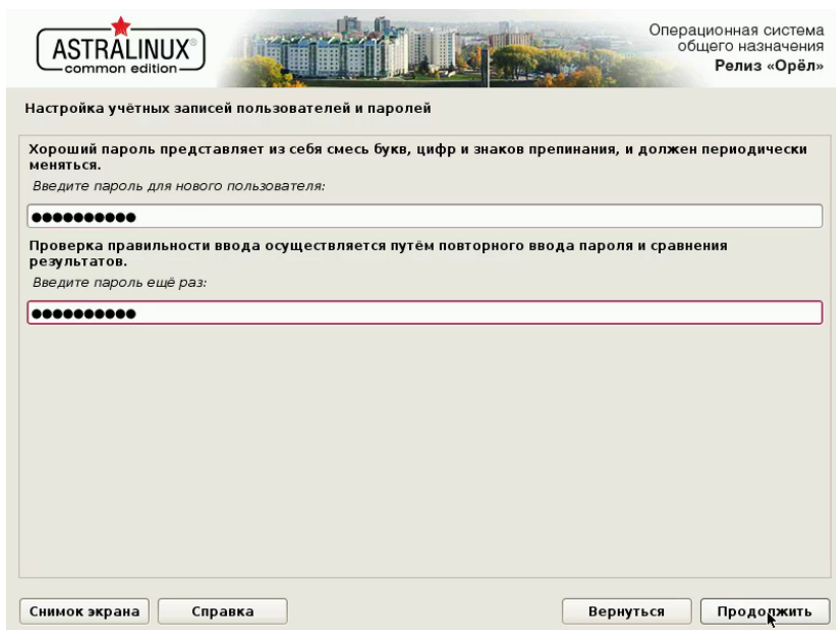 ASTRALINUX®
common edition
Операционная система
общего назначения
Релиз «Орёл»
Настройка учётных записей пользователей и паролей
Хороший пароль представляет из себя смесь букв, цифр и знаков препинания, и должен периодически
меняться.
Введите пароль для нового пользователя:
●●●●●●●●●●
Проверка правильности ввода осуществляется путём повторного ввода пароля и сравнения
результатов.
Введите пароль ещё раз:
●●●●●●●●●●
Снимок экрана
Справка
Вернуться
Продолжить